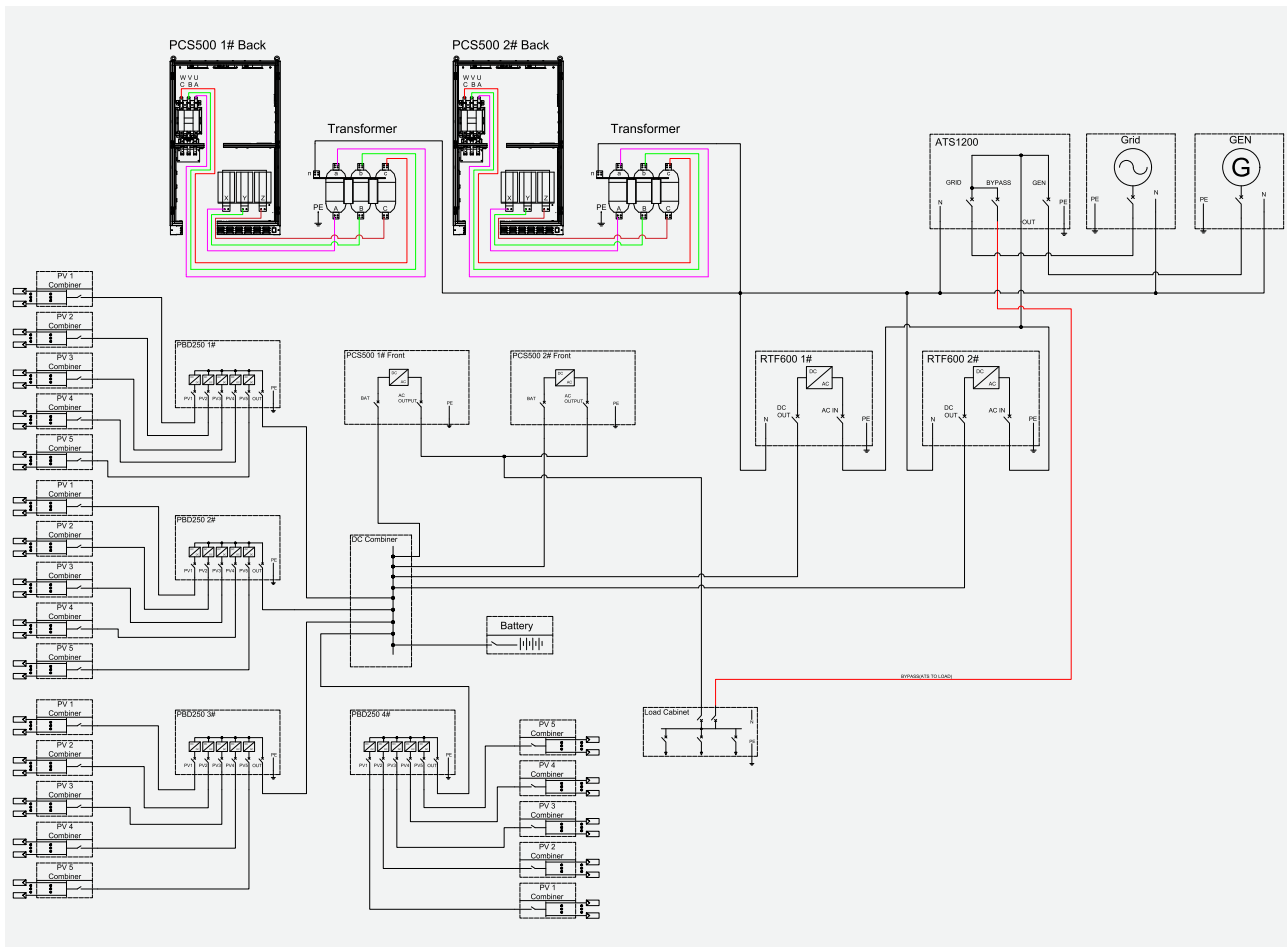 PCS500 1# Back
W V U
C B A
X Y Z
Transformer
n a b c
PE A B C
PCS500 2# Back
W V U
C B A
X Y Z
Transformer
n a b c
PE A B C
ATS1200
GRID BYPASS GEN
N OUT PE
Grid
PE N
GEN
G
PE N
PV 1
Combiner
PV 2
Combiner
PV 3
Combiner
PV 4
Combiner
PV 5
Combiner
PBD250 1#
PV1 PV2 PV3 PV4 PV5 OUT PE
PCS500 1# Front
DC
AC
BAT
AC
OUTPUT
PE
PCS500 2# Front
DC
AC
BAT
AC
OUTPUT
PE
RTF600 1#
DC
AC
N
DC
OUT
AC IN
PE
RTF600 2#
DC
AC
N
DC
OUT
AC IN
PE
PV 1
Combiner
PV 2
Combiner
PV 3
Combiner
PV 4
Combiner
PV 5
Combiner
PBD250 2#
PV1 PV2 PV3 PV4 PV5 OUT PE
DC Combiner
Battery
BYPASS(ATS TO LOAD)
Load Cabinet
N
PE
PV 1
Combiner
PV 2
Combiner
PV 3
Combiner
PV 4
Combiner
PV 5
Combiner
PBD250 3#
PV1 PV2 PV3 PV4 PV5 OUT PE
PBD250 4#
PV1 PV2 PV3 PV4 PV5 OUT PE
PV 5
Combiner
PV 4
Combiner
PV 3
Combiner
PV 2
Combiner
PV 1
Combiner